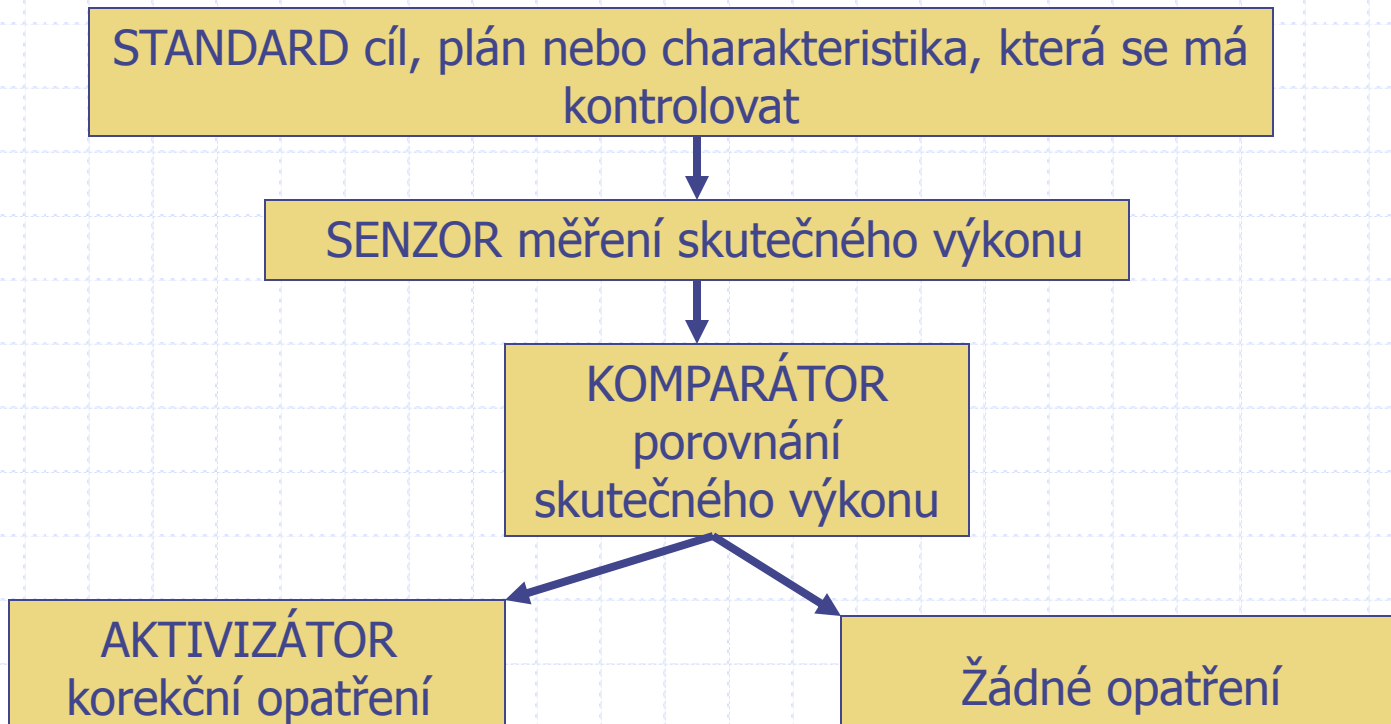 STANDARD cíl, plán nebo charakteristika, která se má
kontrolovat
SENZOR měření skutečného výkonu
KOMPARÁTOR
porovnání
skutečného výkonu
AKTIVIZÁTOR
korekční opatření
Žádné opatření